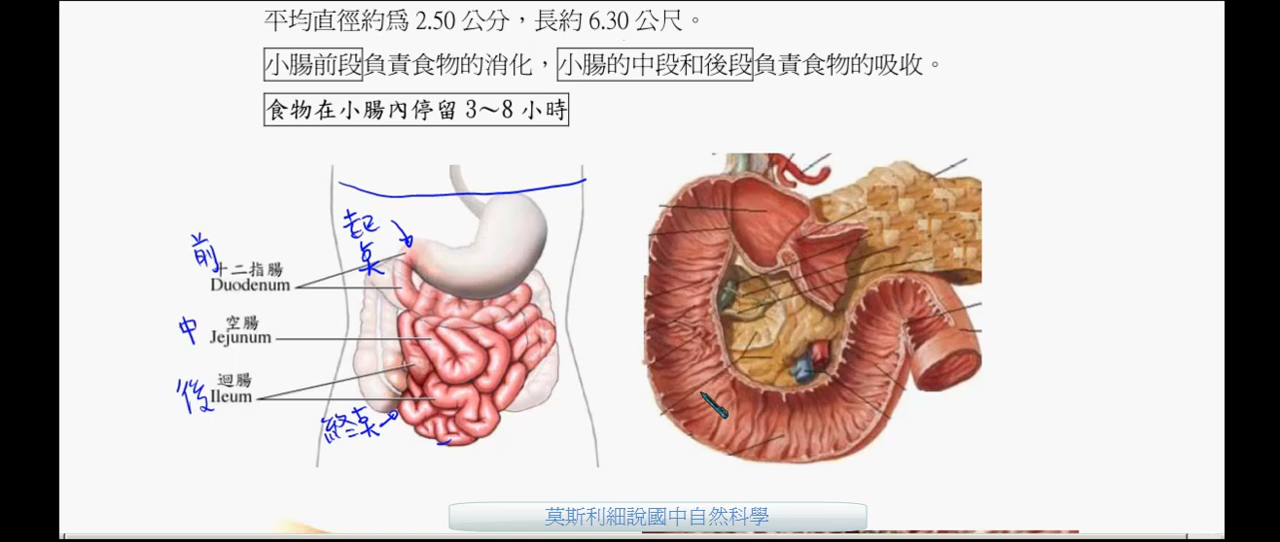 平均直徑約為 2.50 公分，長約 6.30 公尺。
小腸前段負責食物的消化，小腸的中段和後段負責食物的吸收。
食物在小腸內停留 3～8 小時
起點
前
十二指腸
Duodenum
中
空腸
Jejunum
後
迴腸
Ileum
終點
莫斯利細說國中自然科學